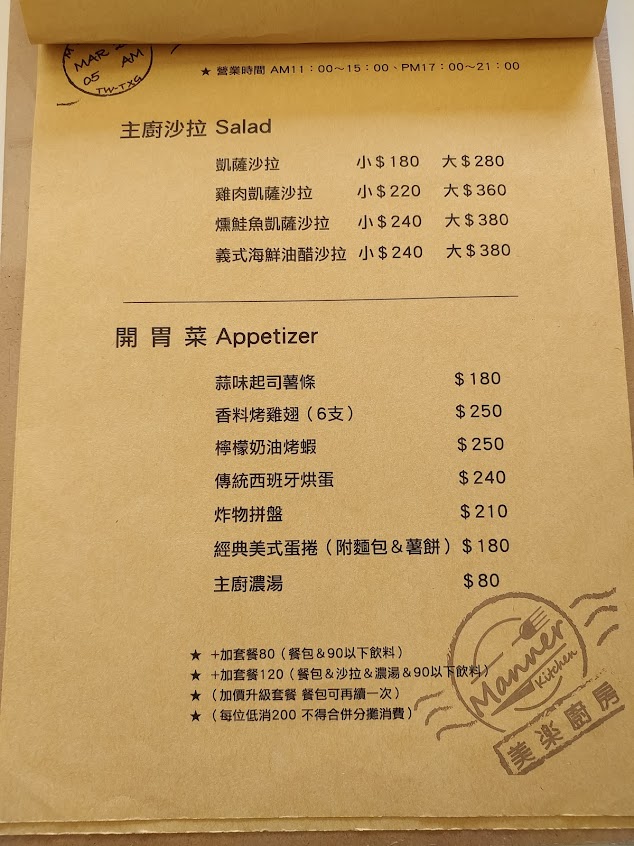 MAR
05 AM
TW-TXG
★ 營業時間 AM11：00～15：00、PM17：00～21：00
主廚沙拉 Salad
凱薩沙拉 小$180 大$280
雞肉凱薩沙拉 小$220 大$360
燻鮭魚凱薩沙拉 小$240 大$380
義式海鮮油醋沙拉 小$240 大$380
開胃菜 Appetizer
蒜味起司薯條 $180
香料烤雞翅（6支） $250
檸檬奶油烤蝦 $250
傳統西班牙烘蛋 $240
炸物拼盤 $210
經典美式蛋捲（附麵包＆薯餅） $180
主廚濃湯 $80
★ +加套餐80（餐包＆90以下飲料）
★ +加套餐120（餐包＆沙拉＆濃湯＆90以下飲料）
★（加價升級套餐 餐包可再續一次）
★（每位低消200 不得合併分攤消費）
Manner
Kitchen
美楽廚房